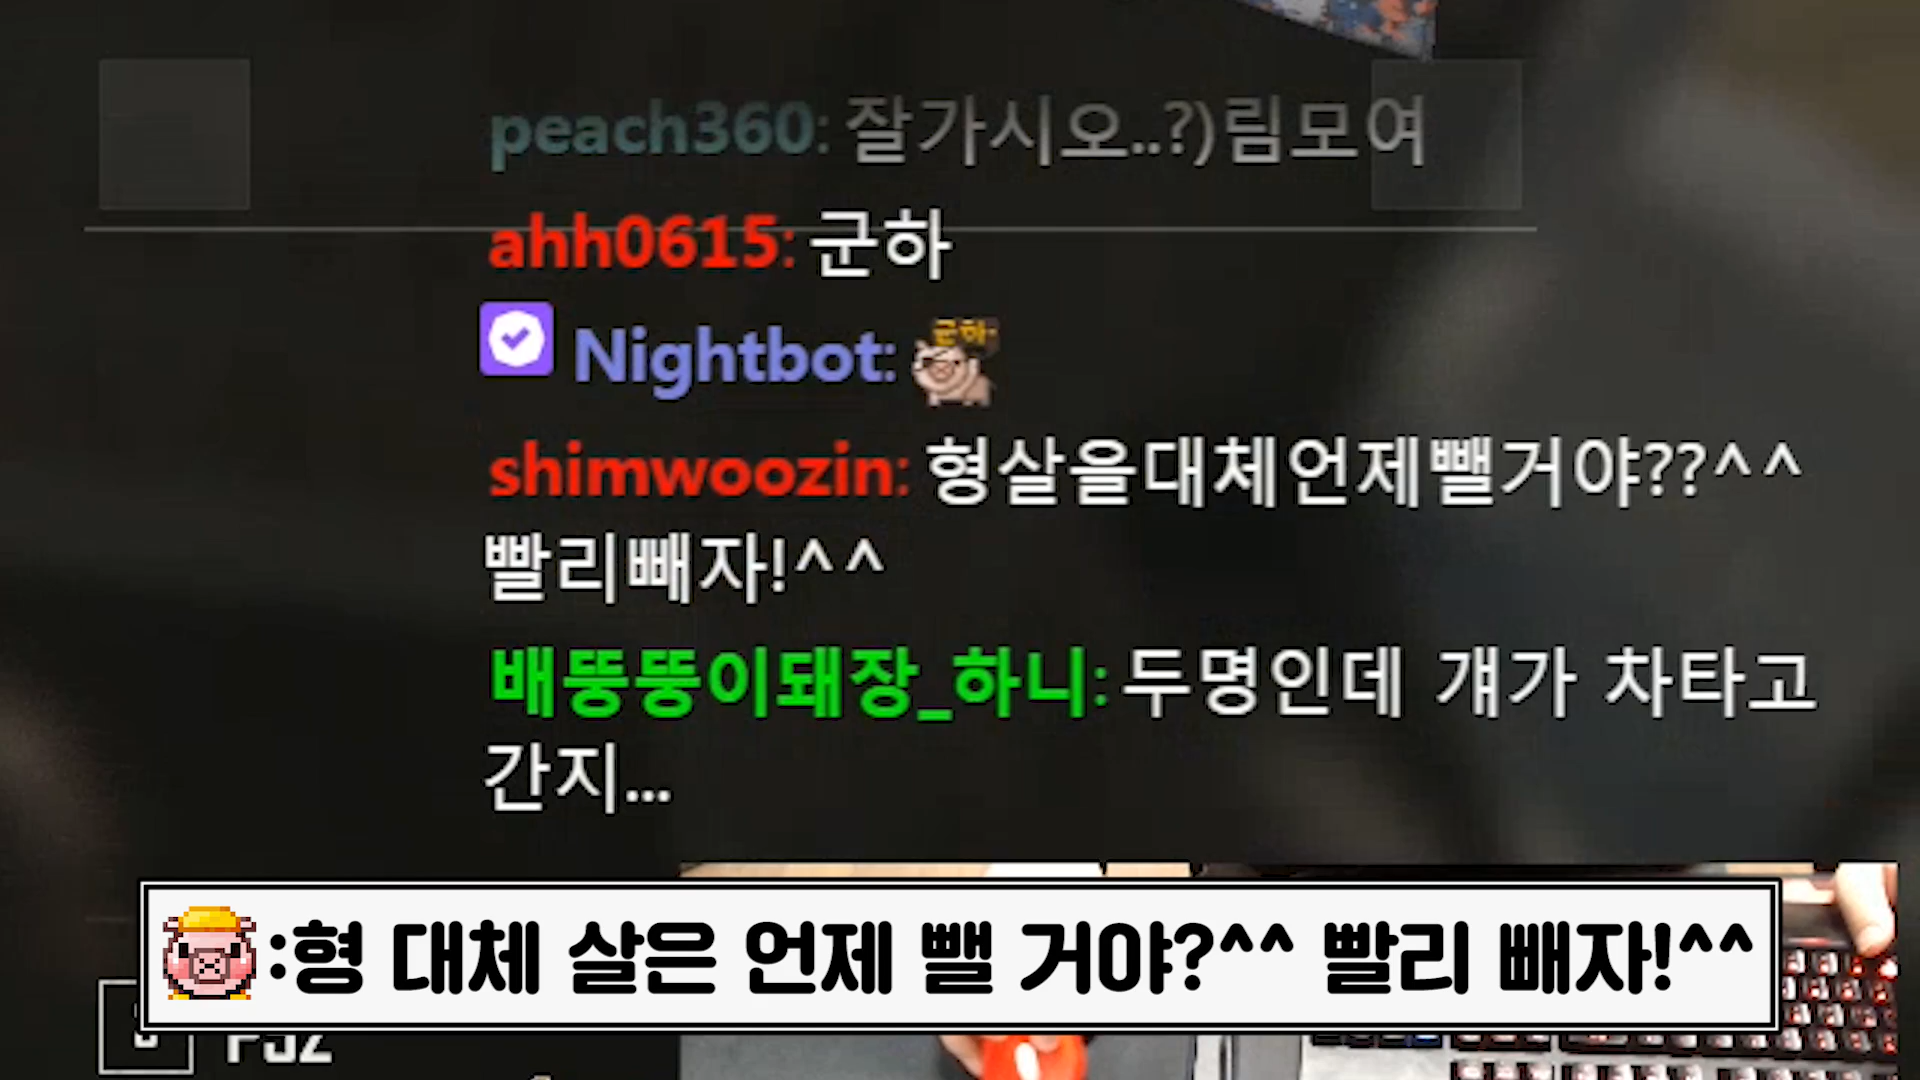 peach360: 잘가시오..?)림모여
ahh0615: 군하
Nightbot: 군하
shimwoozin: 형살을대체언제뺄거야??^^
빨리빼자!^^
배뚱뚱이돼장_하니: 두명인데 걔가 차타고
간지...
:형 대체 살은 언제 뺄 거야?^^ 빨리 빼자!^^